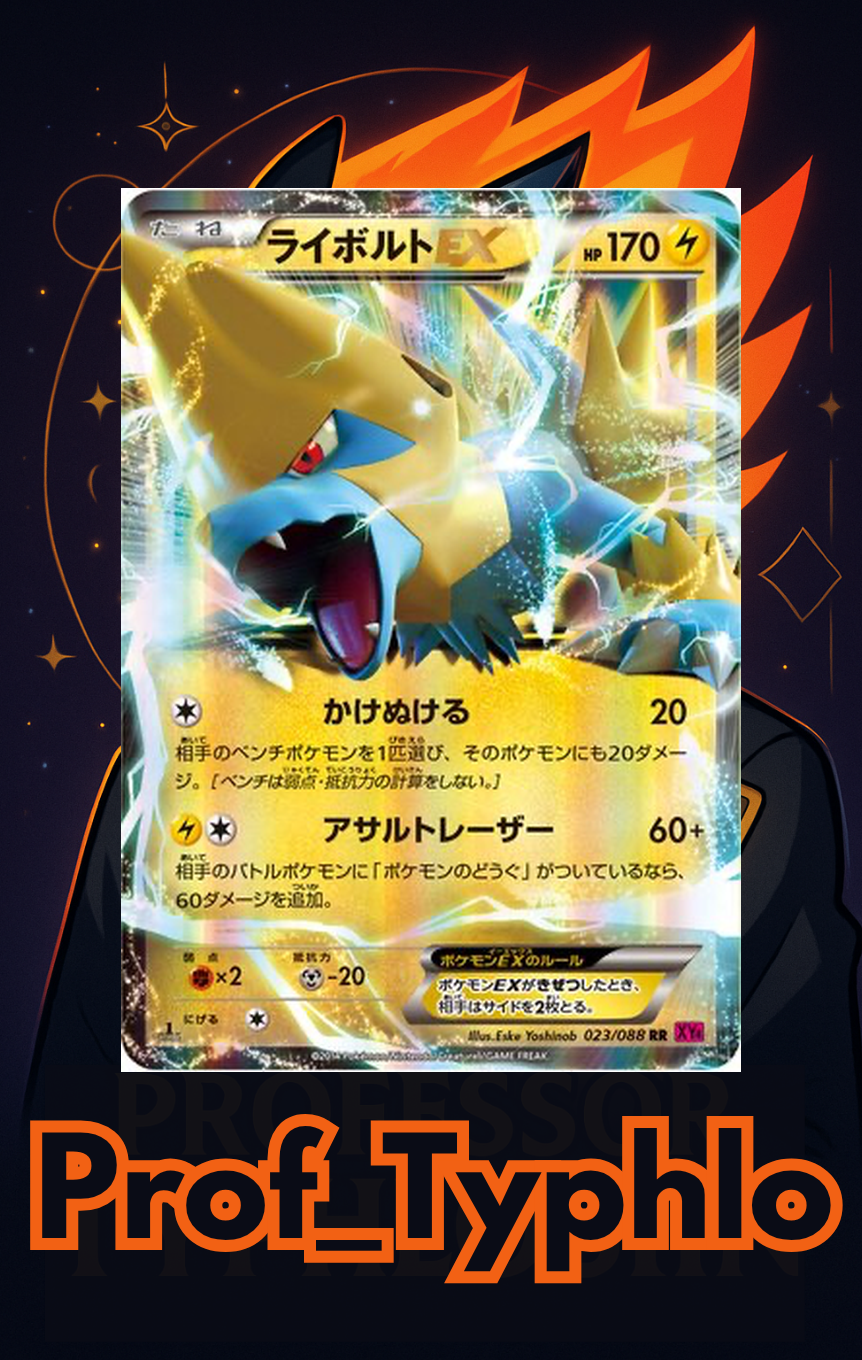 たね
ライボルトEX
HP 170
かけぬける 20
相手のベンチポケモンを1匹選び、そのポケモンにも20ダメー
ジ。[ベンチは弱点・抵抗力の計算をしない。]
アサルトレーザー 60+
相手のバトルポケモンに「ポケモンのどうぐ」がついているなら、
60ダメージを追加。
弱点 抵抗力
×2 -20
にげる
ポケモンEXのルール
ポケモンEXがきぜつしたとき、
相手はサイドを2枚とる。
Illus.Eske Yoshinob 023/088 RR XY4
PROFESSOR
Prof_Typhlo